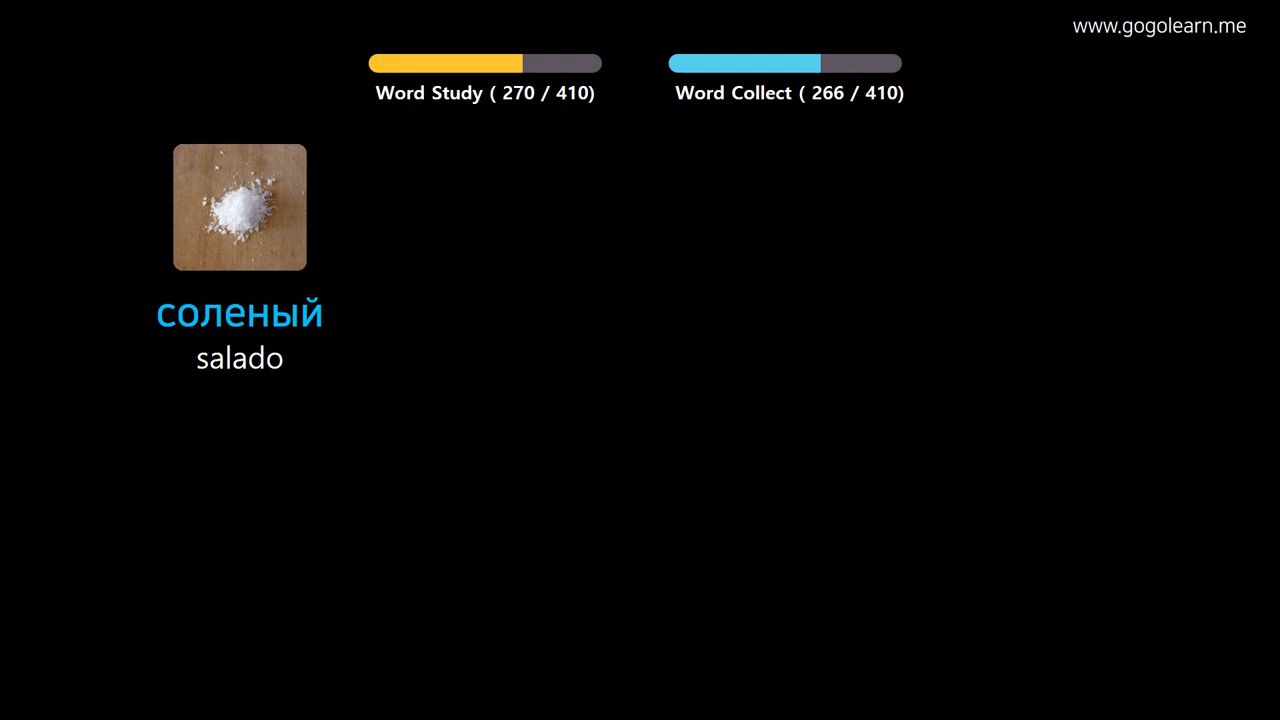 www.gogolearn.me
Word Study ( 270 / 410)
Word Collect ( 266 / 410)
соленый
salado